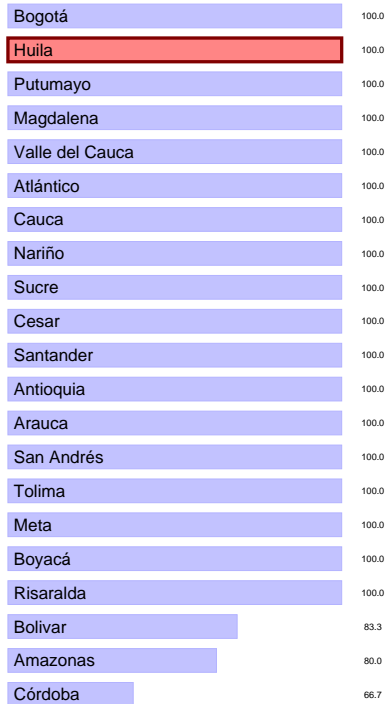 Bogotá 100.0
Huila 100.0
Putumayo 100.0
Magdalena 100.0
Valle del Cauca 100.0
Atlántico 100.0
Cauca 100.0
Nariño 100.0
Sucre 100.0
Cesar 100.0
Santander 100.0
Antioquia 100.0
Arauca 100.0
San Andrés 100.0
Tolima 100.0
Meta 100.0
Boyacá 100.0
Risaralda 100.0
Bolivar 83.3
Amazonas 80.0
Córdoba 66.7